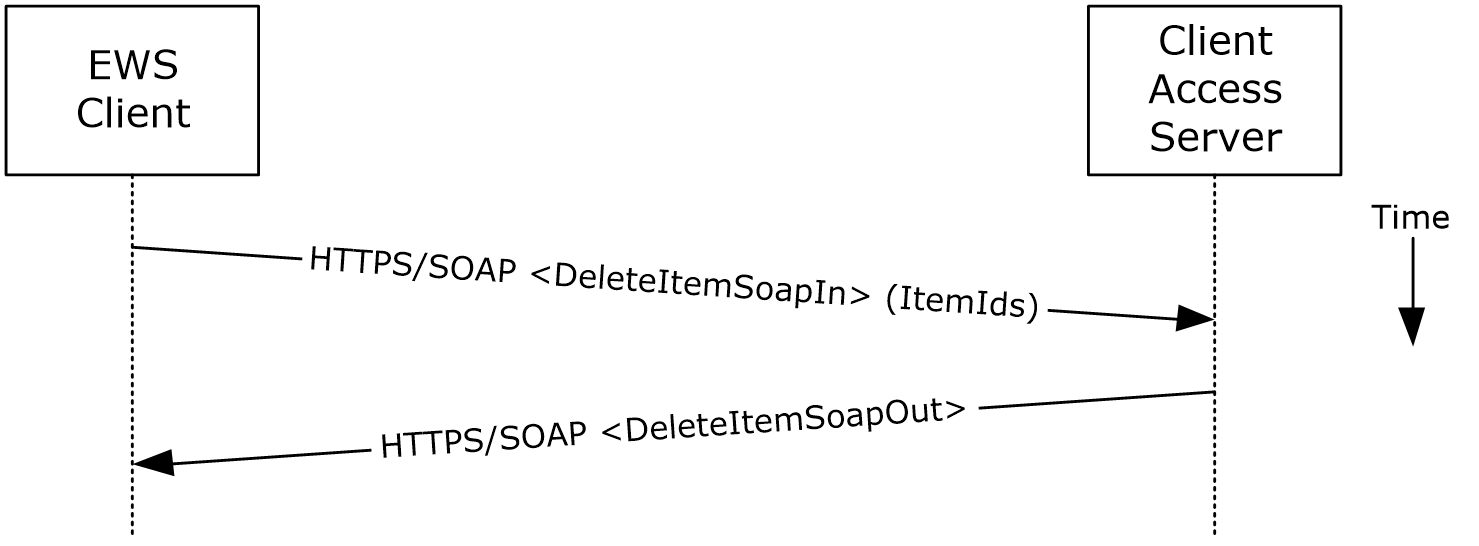 EWS
Client
Client
Access
Server
Time
HTTPS/SOAP <DeleteItemSoapIn> (ItemIds)
HTTPS/SOAP <DeleteItemSoapOut>